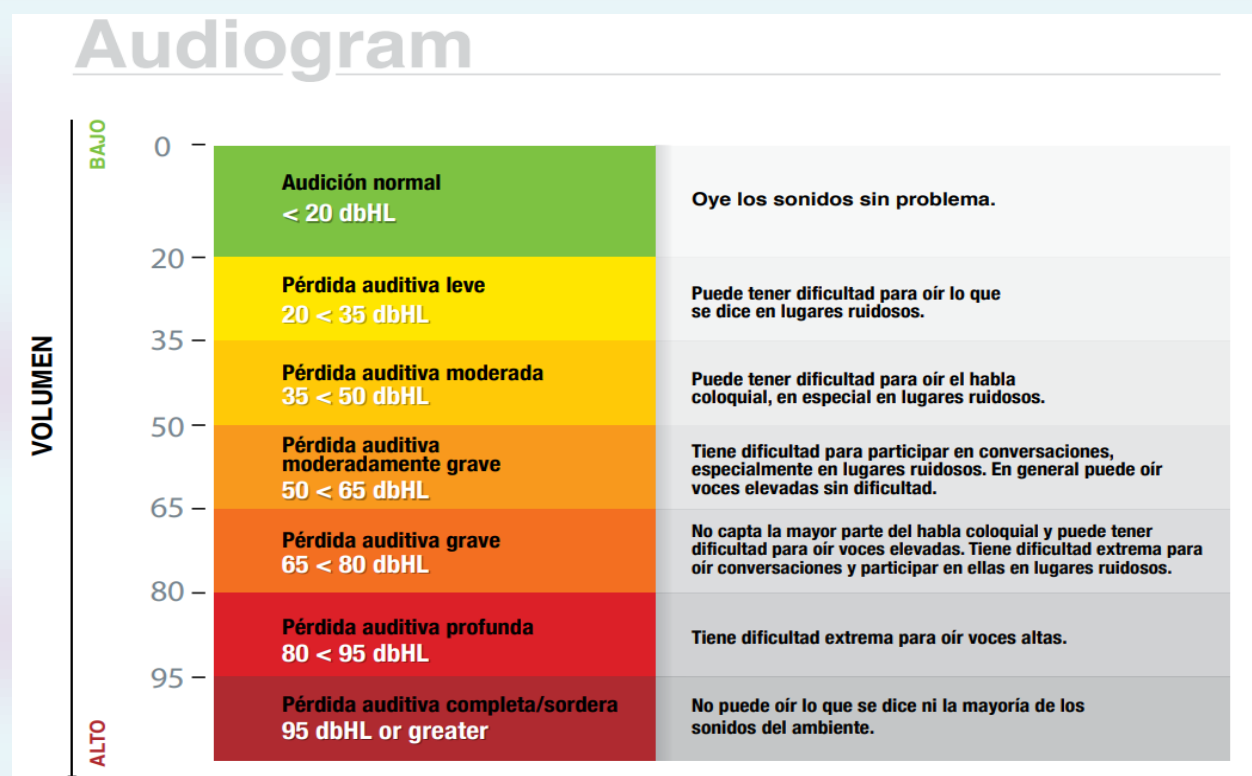 Audiogram
VOLUMEN
BAJO
0
Audición normal
< 20 dbHL
Oye los sonidos sin problema.
20
Pérdida auditiva leve
20 < 35 dbHL
Puede tener dificultad para oír lo que
se dice en lugares ruidosos.
35
Pérdida auditiva moderada
35 < 50 dbHL
Puede tener dificultad para oír el habla
coloquial, en especial en lugares ruidosos.
50
Pérdida auditiva
moderadamente grave
50 < 65 dbHL
Tiene dificultad para participar en conversaciones,
especialmente en lugares ruidosos. En general puede oír
voces elevadas sin dificultad.
65
Pérdida auditiva grave
65 < 80 dbHL
No capta la mayor parte del habla coloquial y puede tener
dificultad para oír voces elevadas. Tiene dificultad extrema para
oír conversaciones y participar en ellas en lugares ruidosos.
80
Pérdida auditiva profunda
80 < 95 dbHL
Tiene dificultad extrema para oír voces altas.
95
Pérdida auditiva completa/sordera
95 dbHL or greater
No puede oír lo que se dice ni la mayoría de los
sonidos del ambiente.
ALTO